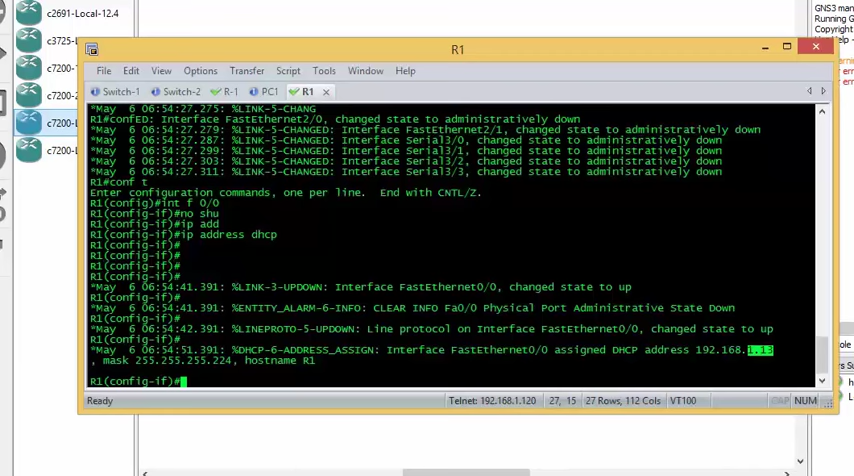 c2691-Local-12.4
c3725-L
c7200-1
c7200-2
c7200-L
c7200-L
GNS3 man
Running G
Copyright
Help -
R1
File Edit View Options Transfer Script Tools Window Help
Switch-1 Switch-2 R-1 PC1 R1
*May 6 06:54:27.275: %LINK-5-CHANG
R1#confED: Interface FastEthernet2/0, changed state to administratively down
*May 6 06:54:27.279: %LINK-5-CHANGED: Interface FastEthernet2/1, changed state to administratively down
*May 6 06:54:27.287: %LINK-5-CHANGED: Interface Serial3/0, changed state to administratively down
*May 6 06:54:27.299: %LINK-5-CHANGED: Interface Serial3/1, changed state to administratively down
*May 6 06:54:27.303: %LINK-5-CHANGED: Interface Serial3/2, changed state to administratively down
*May 6 06:54:27.311: %LINK-5-CHANGED: Interface Serial3/3, changed state to administratively down
R1#conf t
Enter configuration commands, one per line. End with CNTL/Z.
R1(config)#int f 0/0
R1(config-if)#no shu
R1(config-if)#ip add
R1(config-if)#ip address dhcp
R1(config-if)#
R1(config-if)#
R1(config-if)#
R1(config-if)#
*May 6 06:54:41.391: %LINK-3-UPDOWN: Interface FastEthernet0/0, changed state to up
R1(config-if)#
*May 6 06:54:41.391: %ENTITY_ALARM-6-INFO: CLEAR INFO Fa0/0 Physical Port Administrative State Down
R1(config-if)#
*May 6 06:54:42.391: %LINEPROTO-5-UPDOWN: Line protocol on Interface FastEthernet0/0, changed state to up
R1(config-if)#
*May 6 06:54:51.391: %DHCP-6-ADDRESS_ASSIGN: Interface FastEthernet0/0 assigned DHCP address 192.168.1.13
, mask 255.255.255.224, hostname R1
R1(config-if)#
Ready Telnet: 192.168.1.120 27, 15 27 Rows, 112 Cols VT100 CAP NUM